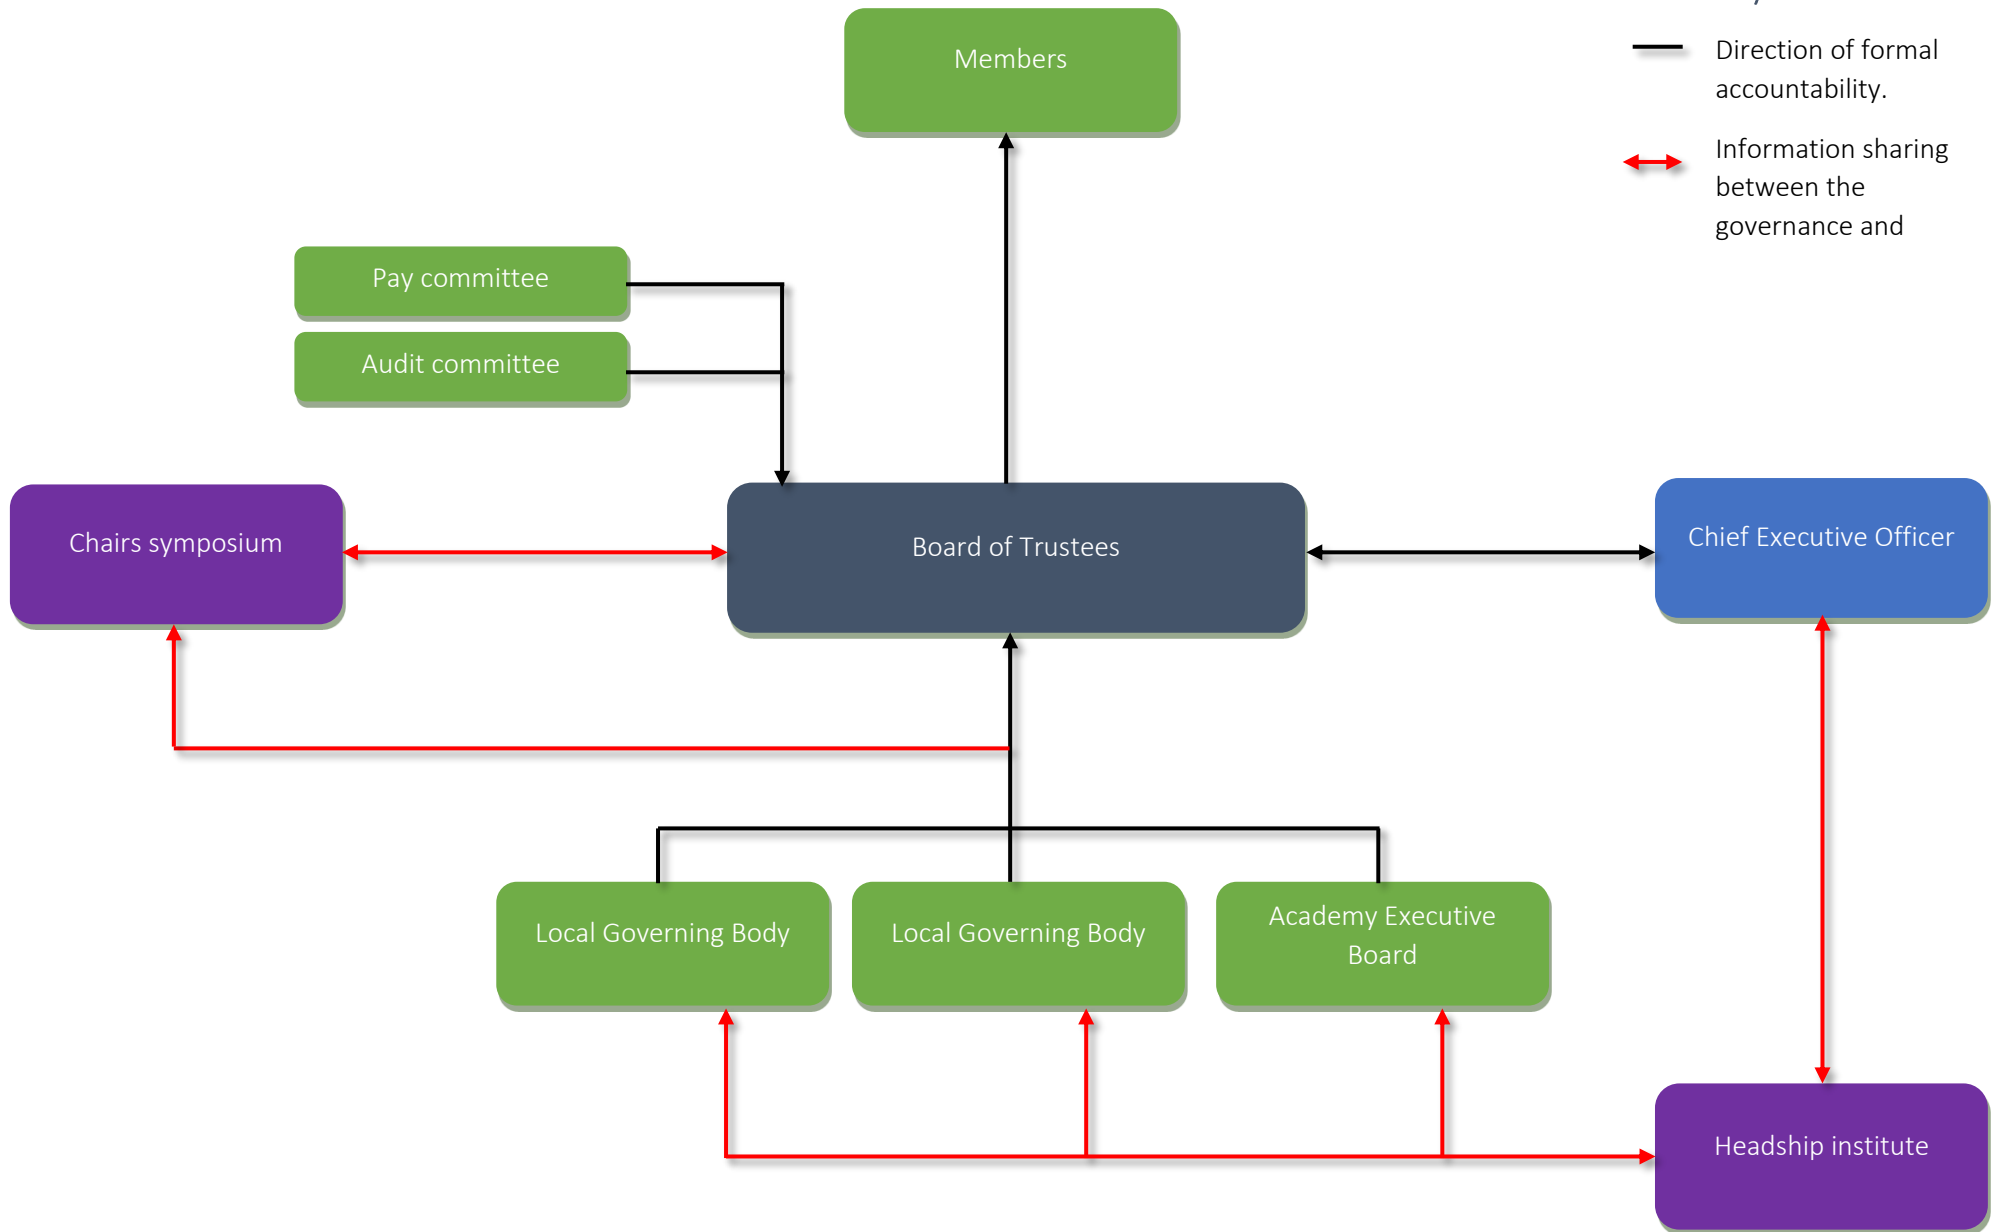 Members
Direction of formal
accountability.
Information sharing
between the
governance and
Pay committee
Audit committee
Chairs symposium
Board of Trustees
Chief Executive Officer
Local Governing Body
Local Governing Body
Academy Executive
Board
Headship institute